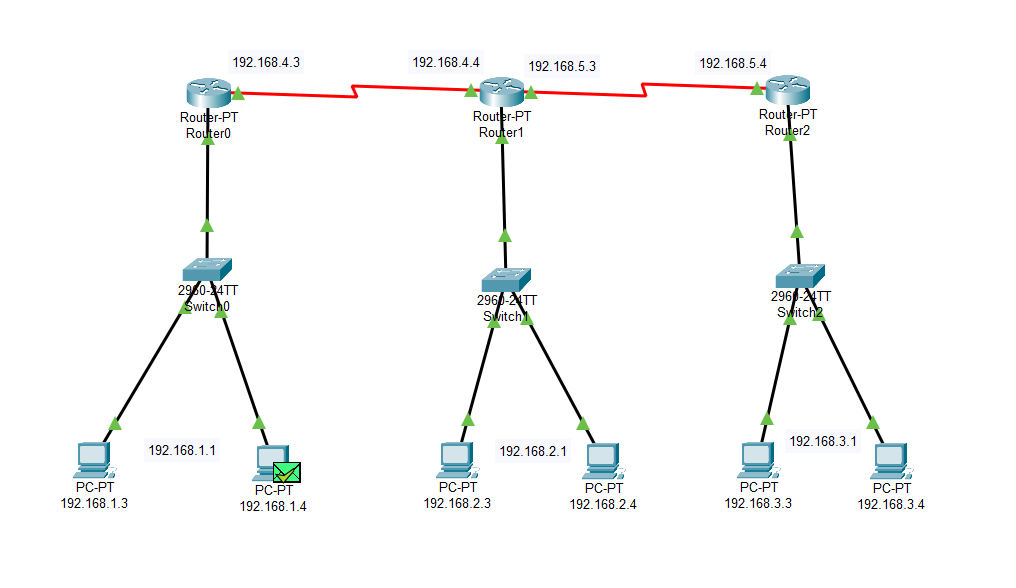 192.168.4.3
192.168.4.4
192.168.5.3
192.168.5.4
Router-PT
Router0
Router-PT
Router1
Router-PT
Router2
2960-24TT
Switch0
2960-24TT
Switch1
2960-24TT
Switch2
192.168.1.1
192.168.2.1
192.168.3.1
PC-PT
192.168.1.3
PC-PT
192.168.1.4
PC-PT
192.168.2.3
PC-PT
192.168.2.4
PC-PT
192.168.3.3
PC-PT
192.168.3.4